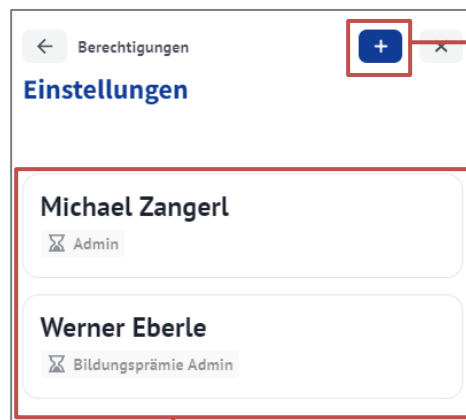 Berechtigungen
Einstellungen
Michael Zangerl
Admin
Werner Eberle
Bildungsprämie Admin